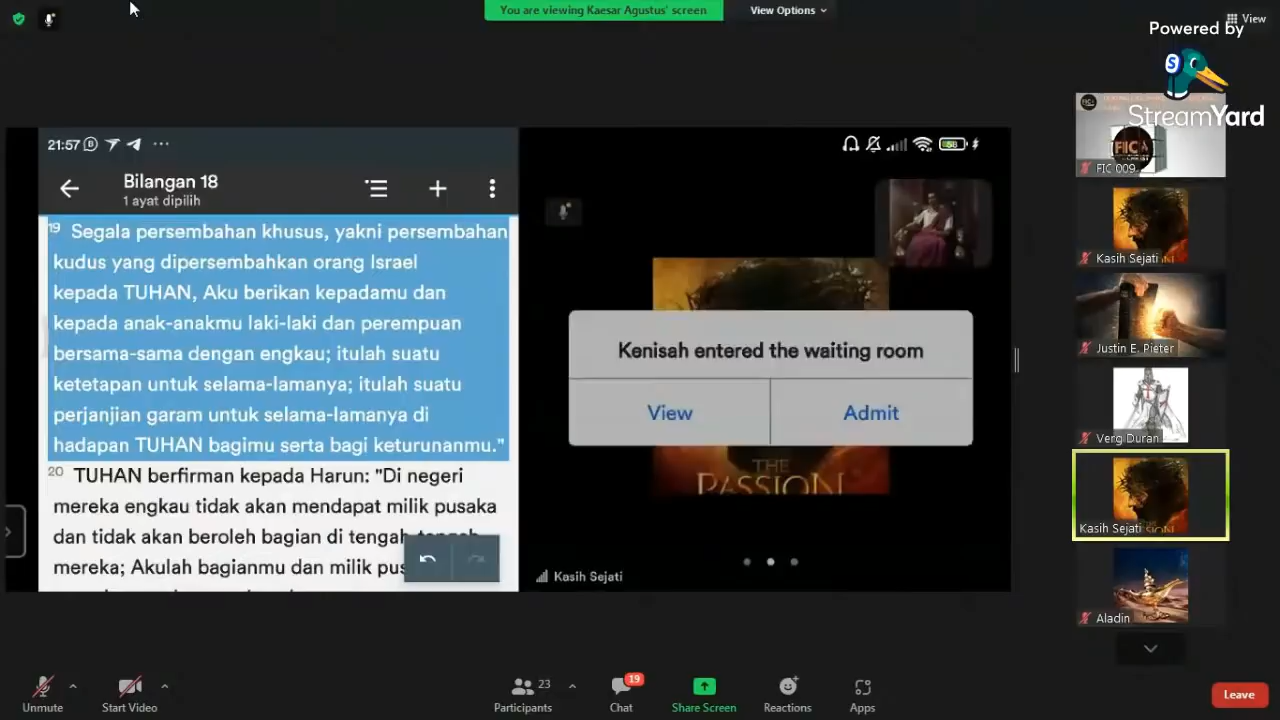 You are viewing Kaesar Agustus' screen
View Options
View
Powered by
StreamYard
21:57
Bilangan 18
1 ayat dipilih
19 Segala persembahan khusus, yakni persembahan
kudus yang dipersembahkan orang Israel
kepada TUHAN, Aku berikan kepadamu dan
kepada anak-anakmu laki-laki dan perempuan
bersama-sama dengan engkau; itulah suatu
ketetapan untuk selama-lamanya; itulah suatu
perjanjian garam untuk selama-lamanya di
hadapan TUHAN bagimu serta bagi keturunanmu."
20 TUHAN berfirman kepada Harun: "Di negeri
mereka engkau tidak akan mendapat milik pusaka
dan tidak akan beroleh bagian di tengah-tengah
mereka; Akulah bagianmu dan milik
58
Kenisah entered the waiting room
View
Admit
THE
PASSION
Kasih Sejati
FIC
FIC 009
Kasih Sejati
Justin E. Pieter
Verg Duran
Kasih Sejati
Aladin
Unmute
Start Video
23
Participants
19
Chat
Share Screen
Reactions
Apps
Leave